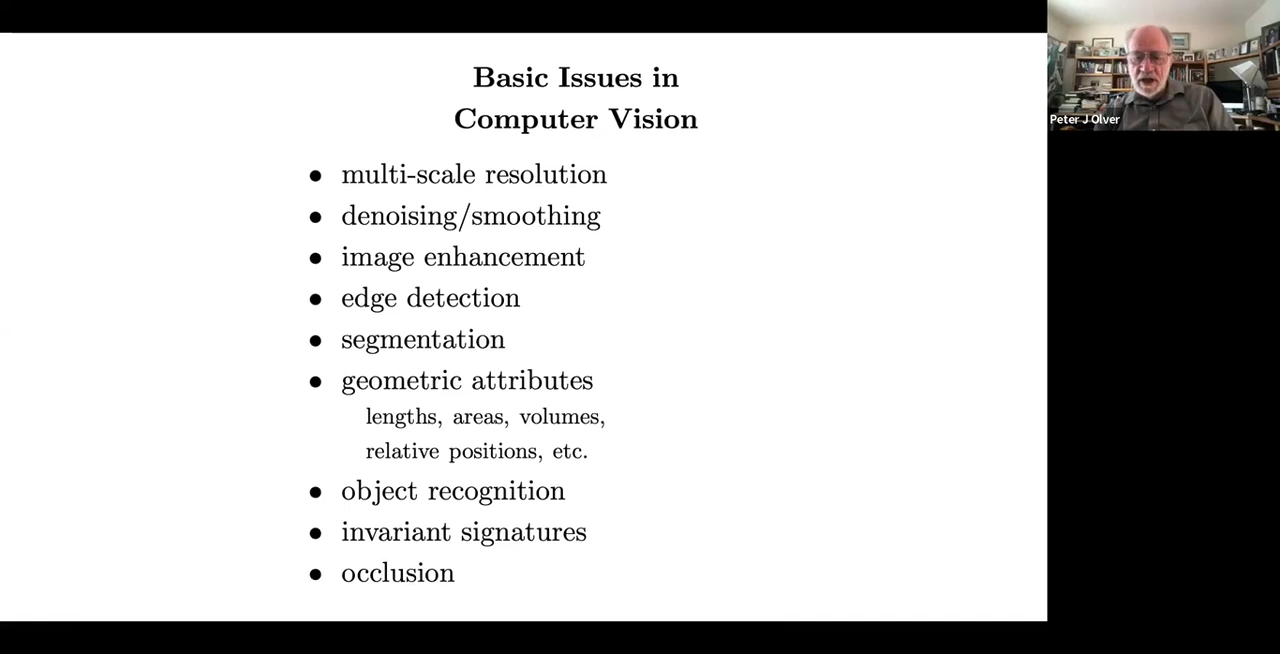 Basic Issues in
Computer Vision
• multi-scale resolution
• denoising/smoothing
• image enhancement
• edge detection
• segmentation
• geometric attributes
lengths, areas, volumes,
relative positions, etc.
• object recognition
• invariant signatures
• occlusion
Peter J Olver